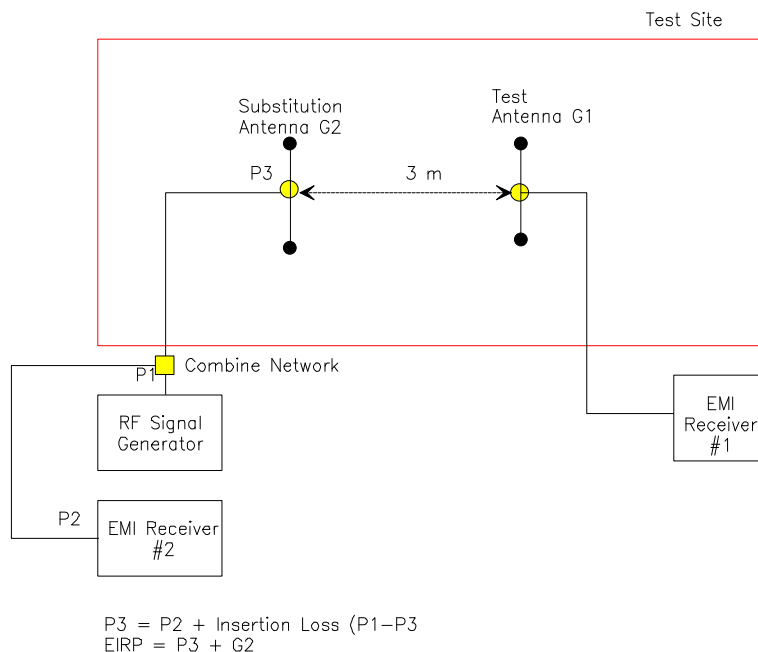 Test Site
Substitution
Antenna G2
Test
Antenna G1
P3
3 m
P1
Combine Network
RF Signal
Generator
EMI
Receiver
#1
P2
EMI Receiver
#2
P3 = P2 + Insertion Loss (P1-P3
EIRP = P3 + G2